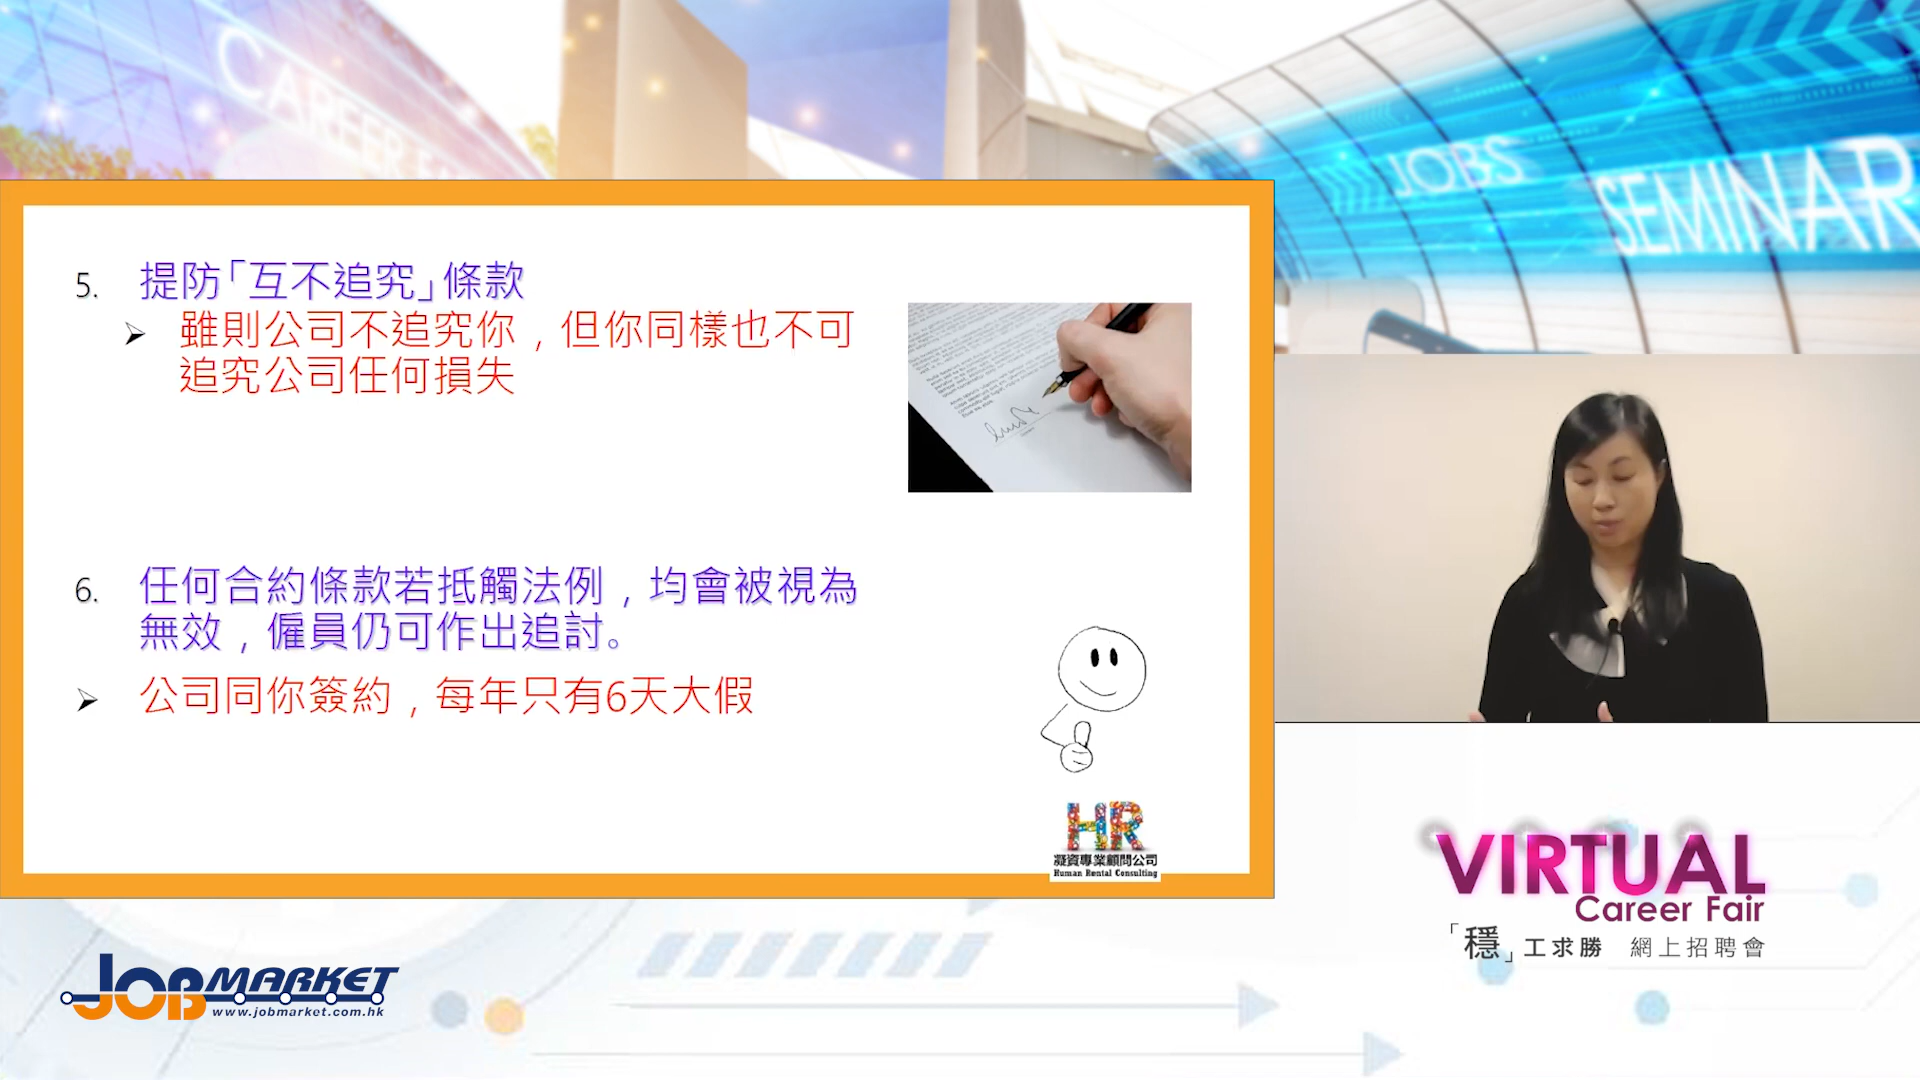 CAREER FA
JOBS
SEMINAR
5. 提防「互不追究」條款
➢ 雖則公司不追究你，但你同樣也不可
追究公司任何損失
6. 任何合約條款若抵觸法例，均會被視為
無效，僱員仍可作出追討。
➢ 公司同你簽約，每年只有6天大假
HR
凝資專業顧問公司
Human Rental Consulting
VIRTUAL
Career Fair
「穩」工求勝 網上招聘會
JOB MARKET
www.jobmarket.com.hk